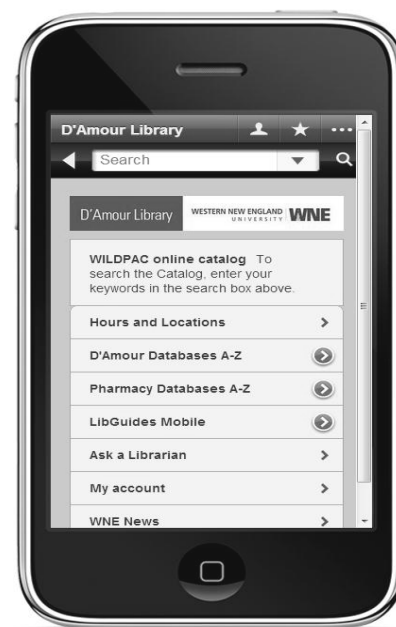 D'Amour Library
Search
D'Amour Library WESTERN NEW ENGLAND UNIVERSITY WNE
WILDPAC online catalog To
search the Catalog, enter your
keywords in the search box above.
Hours and Locations
D'Amour Databases A-Z
Pharmacy Databases A-Z
LibGuides Mobile
Ask a Librarian
My account
WNE News